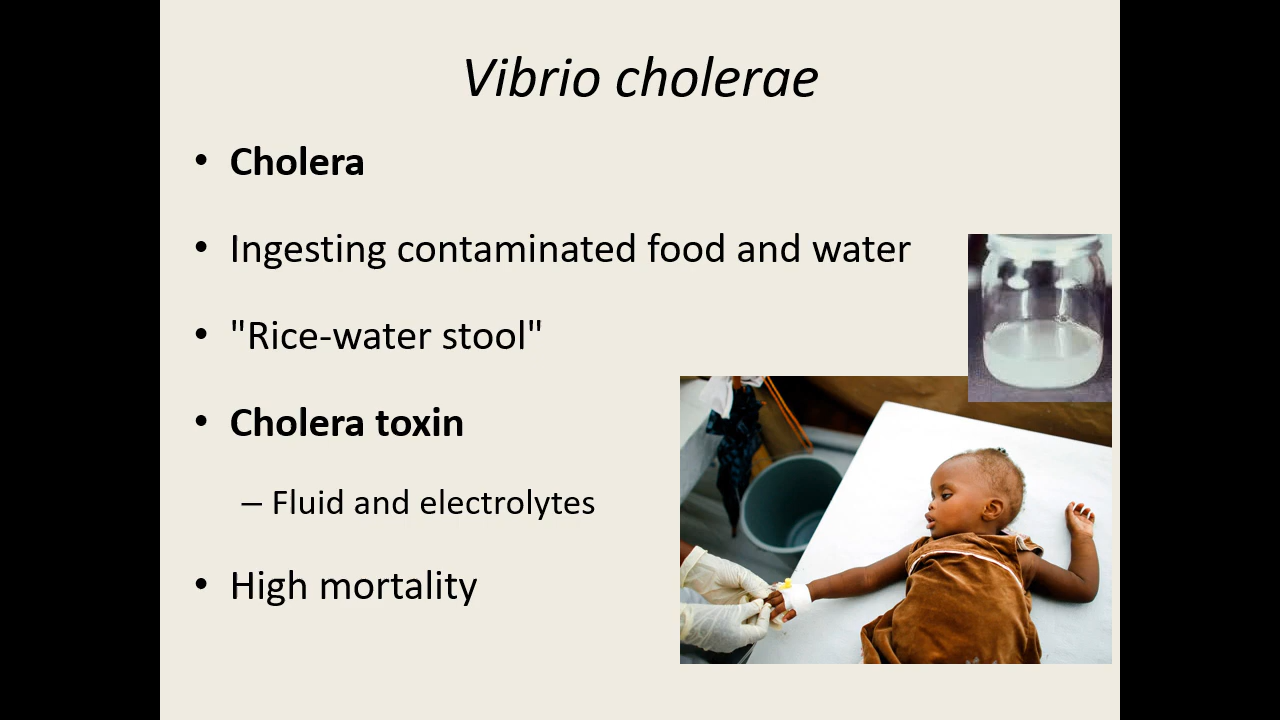 Vibrio cholerae
• Cholera
• Ingesting contaminated food and water
• "Rice-water stool"
• Cholera toxin
– Fluid and electrolytes
• High mortality